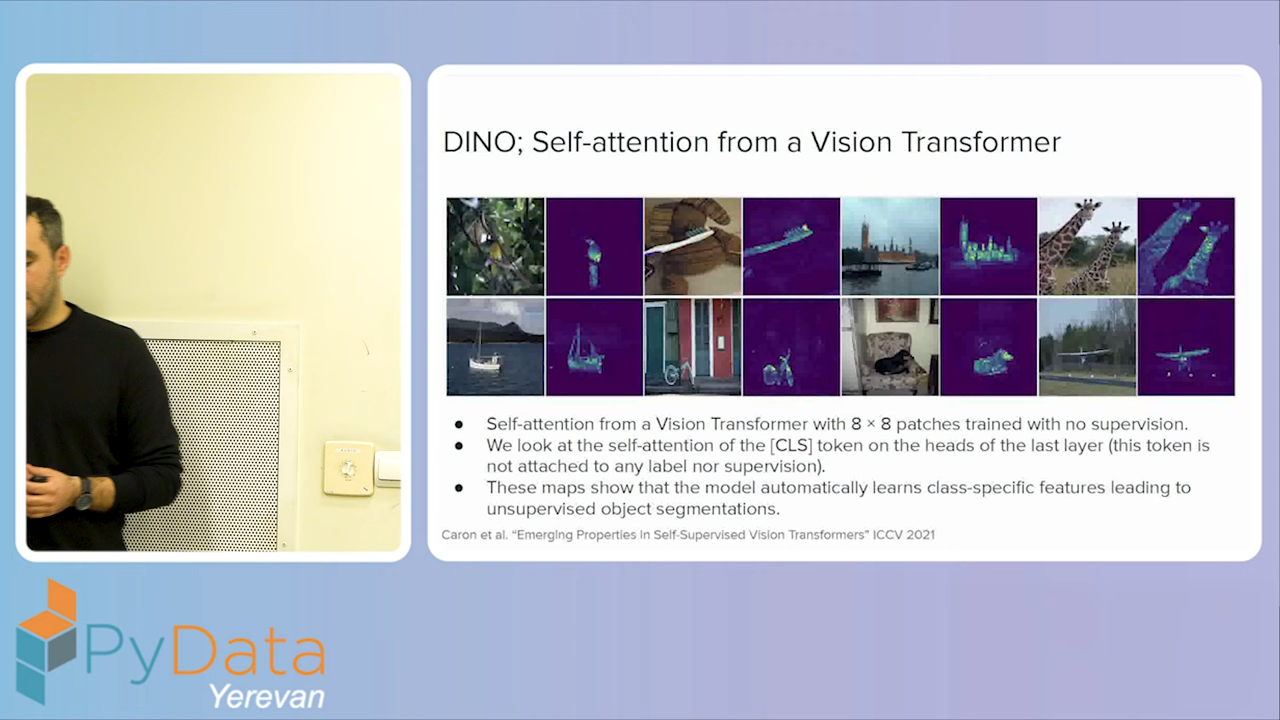 DINO; Self-attention from a Vision Transformer
● Self-attention from a Vision Transformer with 8 × 8 patches trained with no supervision.
● We look at the self-attention of the [CLS] token on the heads of the last layer (this token is
not attached to any label nor supervision).
● These maps show that the model automatically learns class-specific features leading to
unsupervised object segmentations.
Caron et al. “Emerging Properties in Self-Supervised Vision Transformers” ICCV 2021
PyData
Yerevan